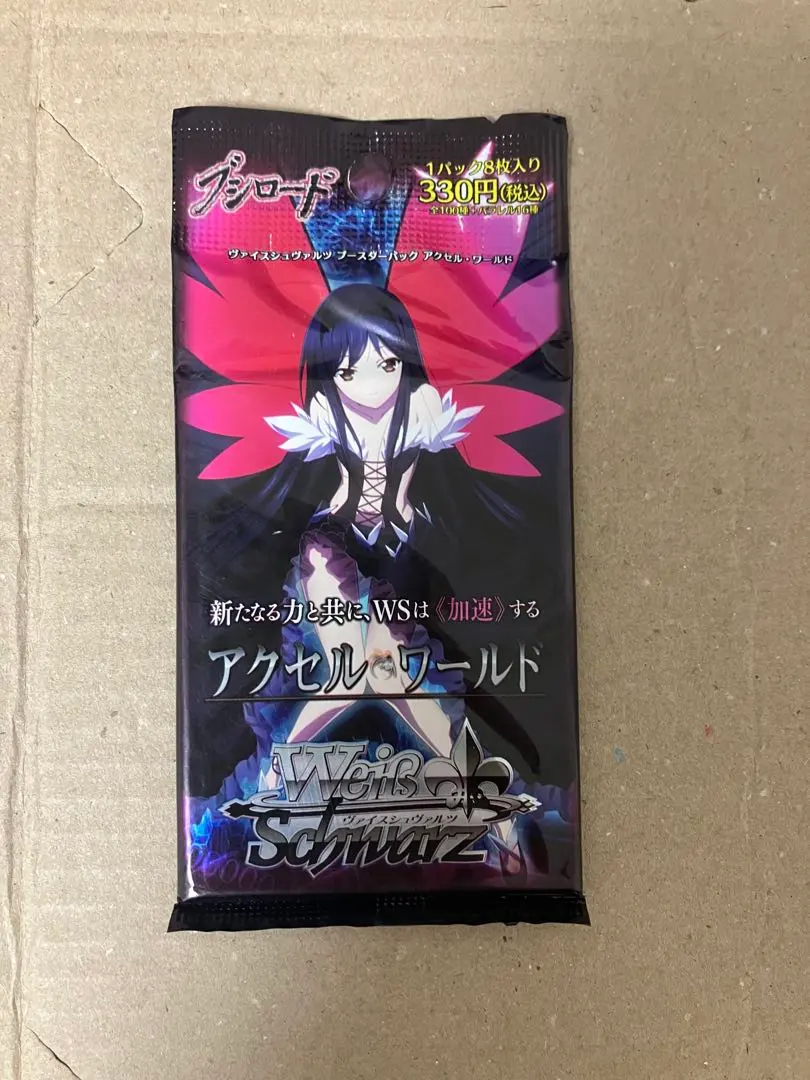 ブシロード
1パック8枚入り
330円(税込)
全100種+パラレル16種
ヴァイスシュヴァルツ ブースターパック アクセル・ワールド
新たなる力と共に、WSは《加速》する
アクセル・ワールド
Weiß
ヴァイスシュヴァルツ
Schwarz